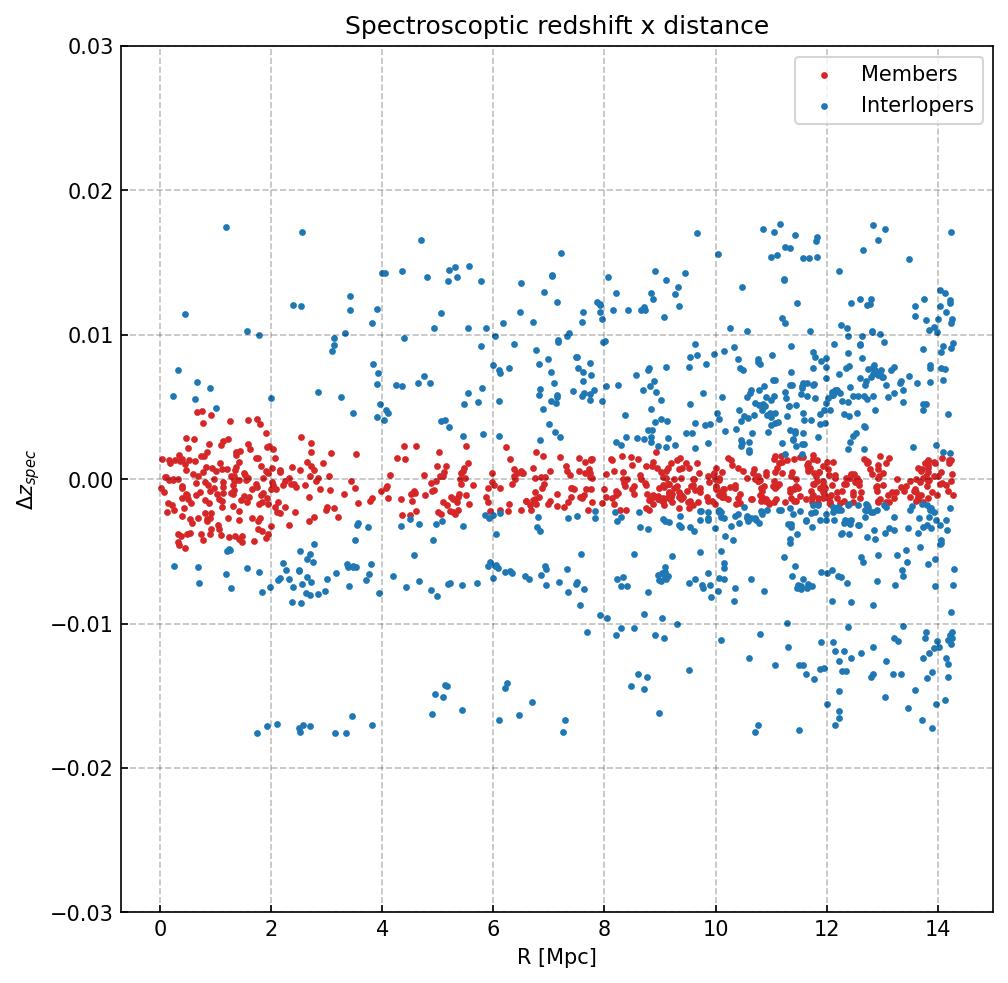 Spectroscoptic redshift x distance
0.03
0.02
0.01
0.00
−0.01
−0.02
−0.03
Δz_spec
Members
Interlopers
0 2 4 6 8 10 12 14
R [Mpc]